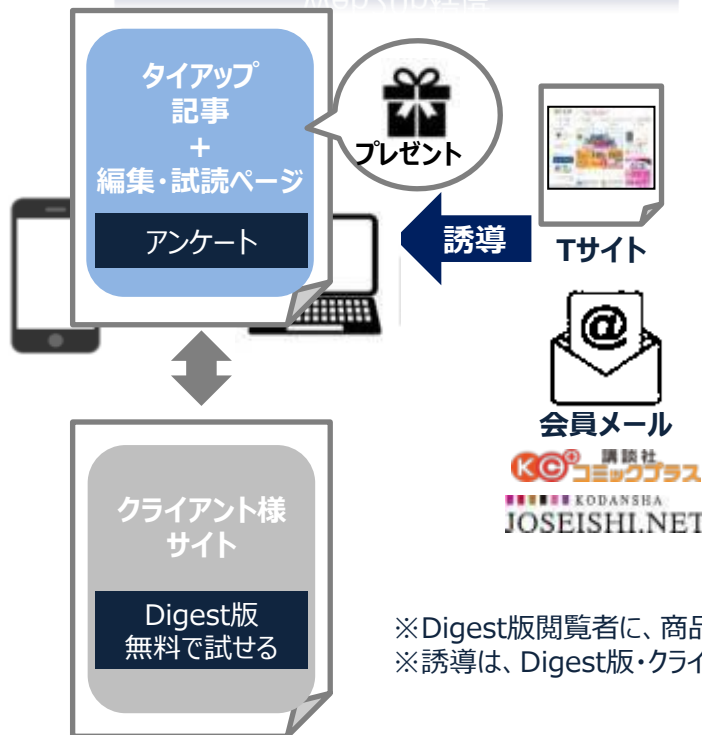 タイアップ
記事
+
編集・試読ページ
アンケート
プレゼント
誘導
Tサイト
@
会員メール
KC+ 講談社
コミックプラス
KODANSHA
JOSEISHI.NET
クライアント様
サイト
Digest版
無料で試せる
※Digest版閲覧者に、商品
※誘導は、Digest版・クライ